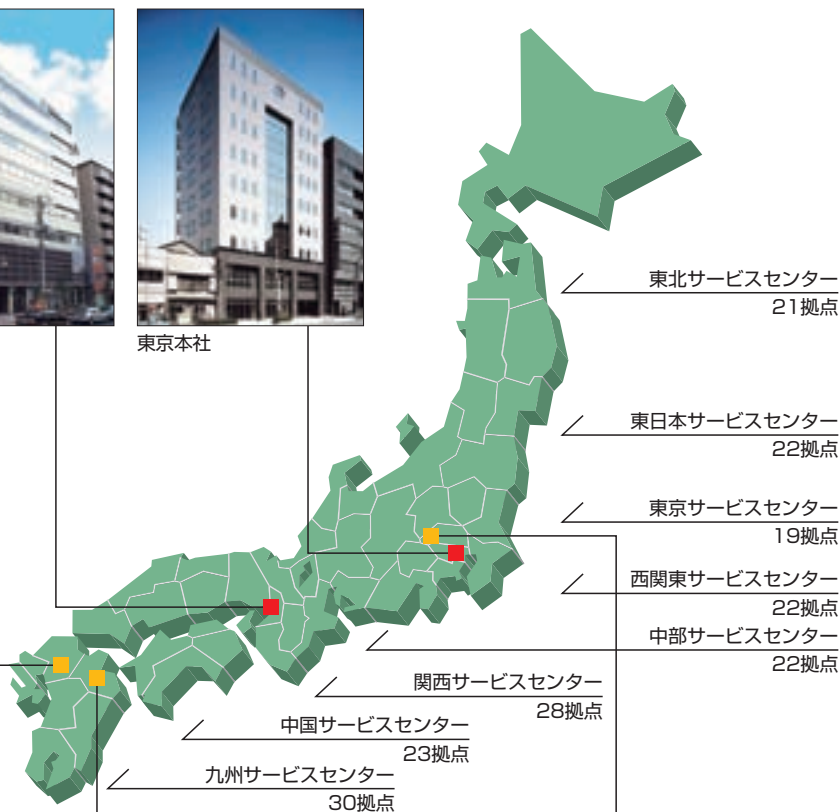 東京本社
東北サービスセンター
21拠点
東日本サービスセンター
22拠点
東京サービスセンター
19拠点
西関東サービスセンター
22拠点
中部サービスセンター
22拠点
関西サービスセンター
28拠点
中国サービスセンター
23拠点
九州サービスセンター
30拠点